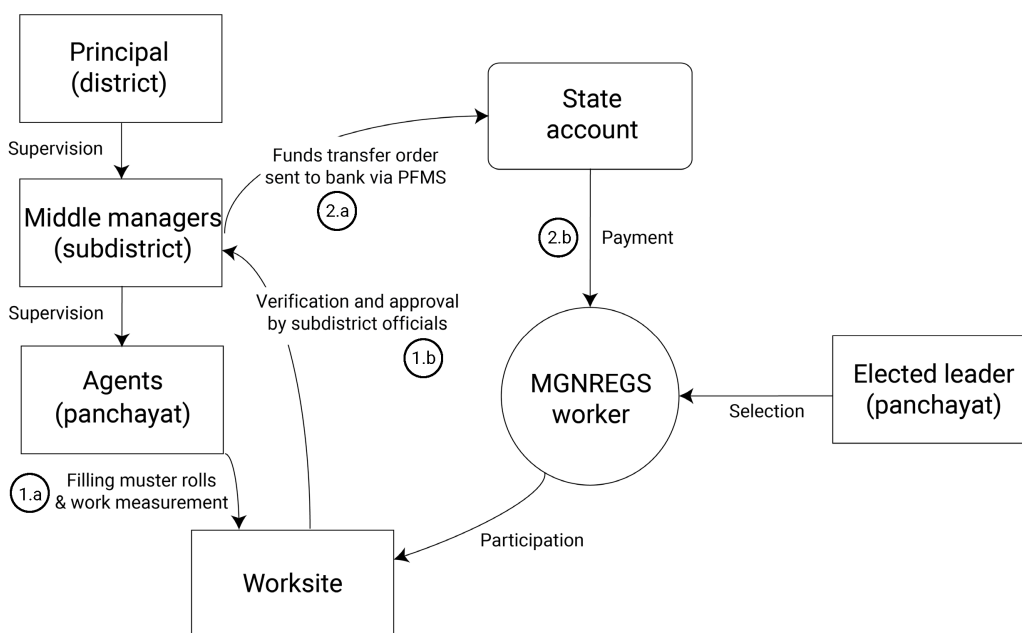 Principal
(district)
Supervision
Middle managers
(subdistrict)
Supervision
Agents
(panchayat)
1.a
Filling muster rolls
& work measurement
Worksite
Verification and approval
by subdistrict officials
1.b
Funds transfer order
sent to bank via PFMS
2.a
State
account
2.b
Payment
MGNREGS
worker
Participation
Selection
Elected leader
(panchayat)